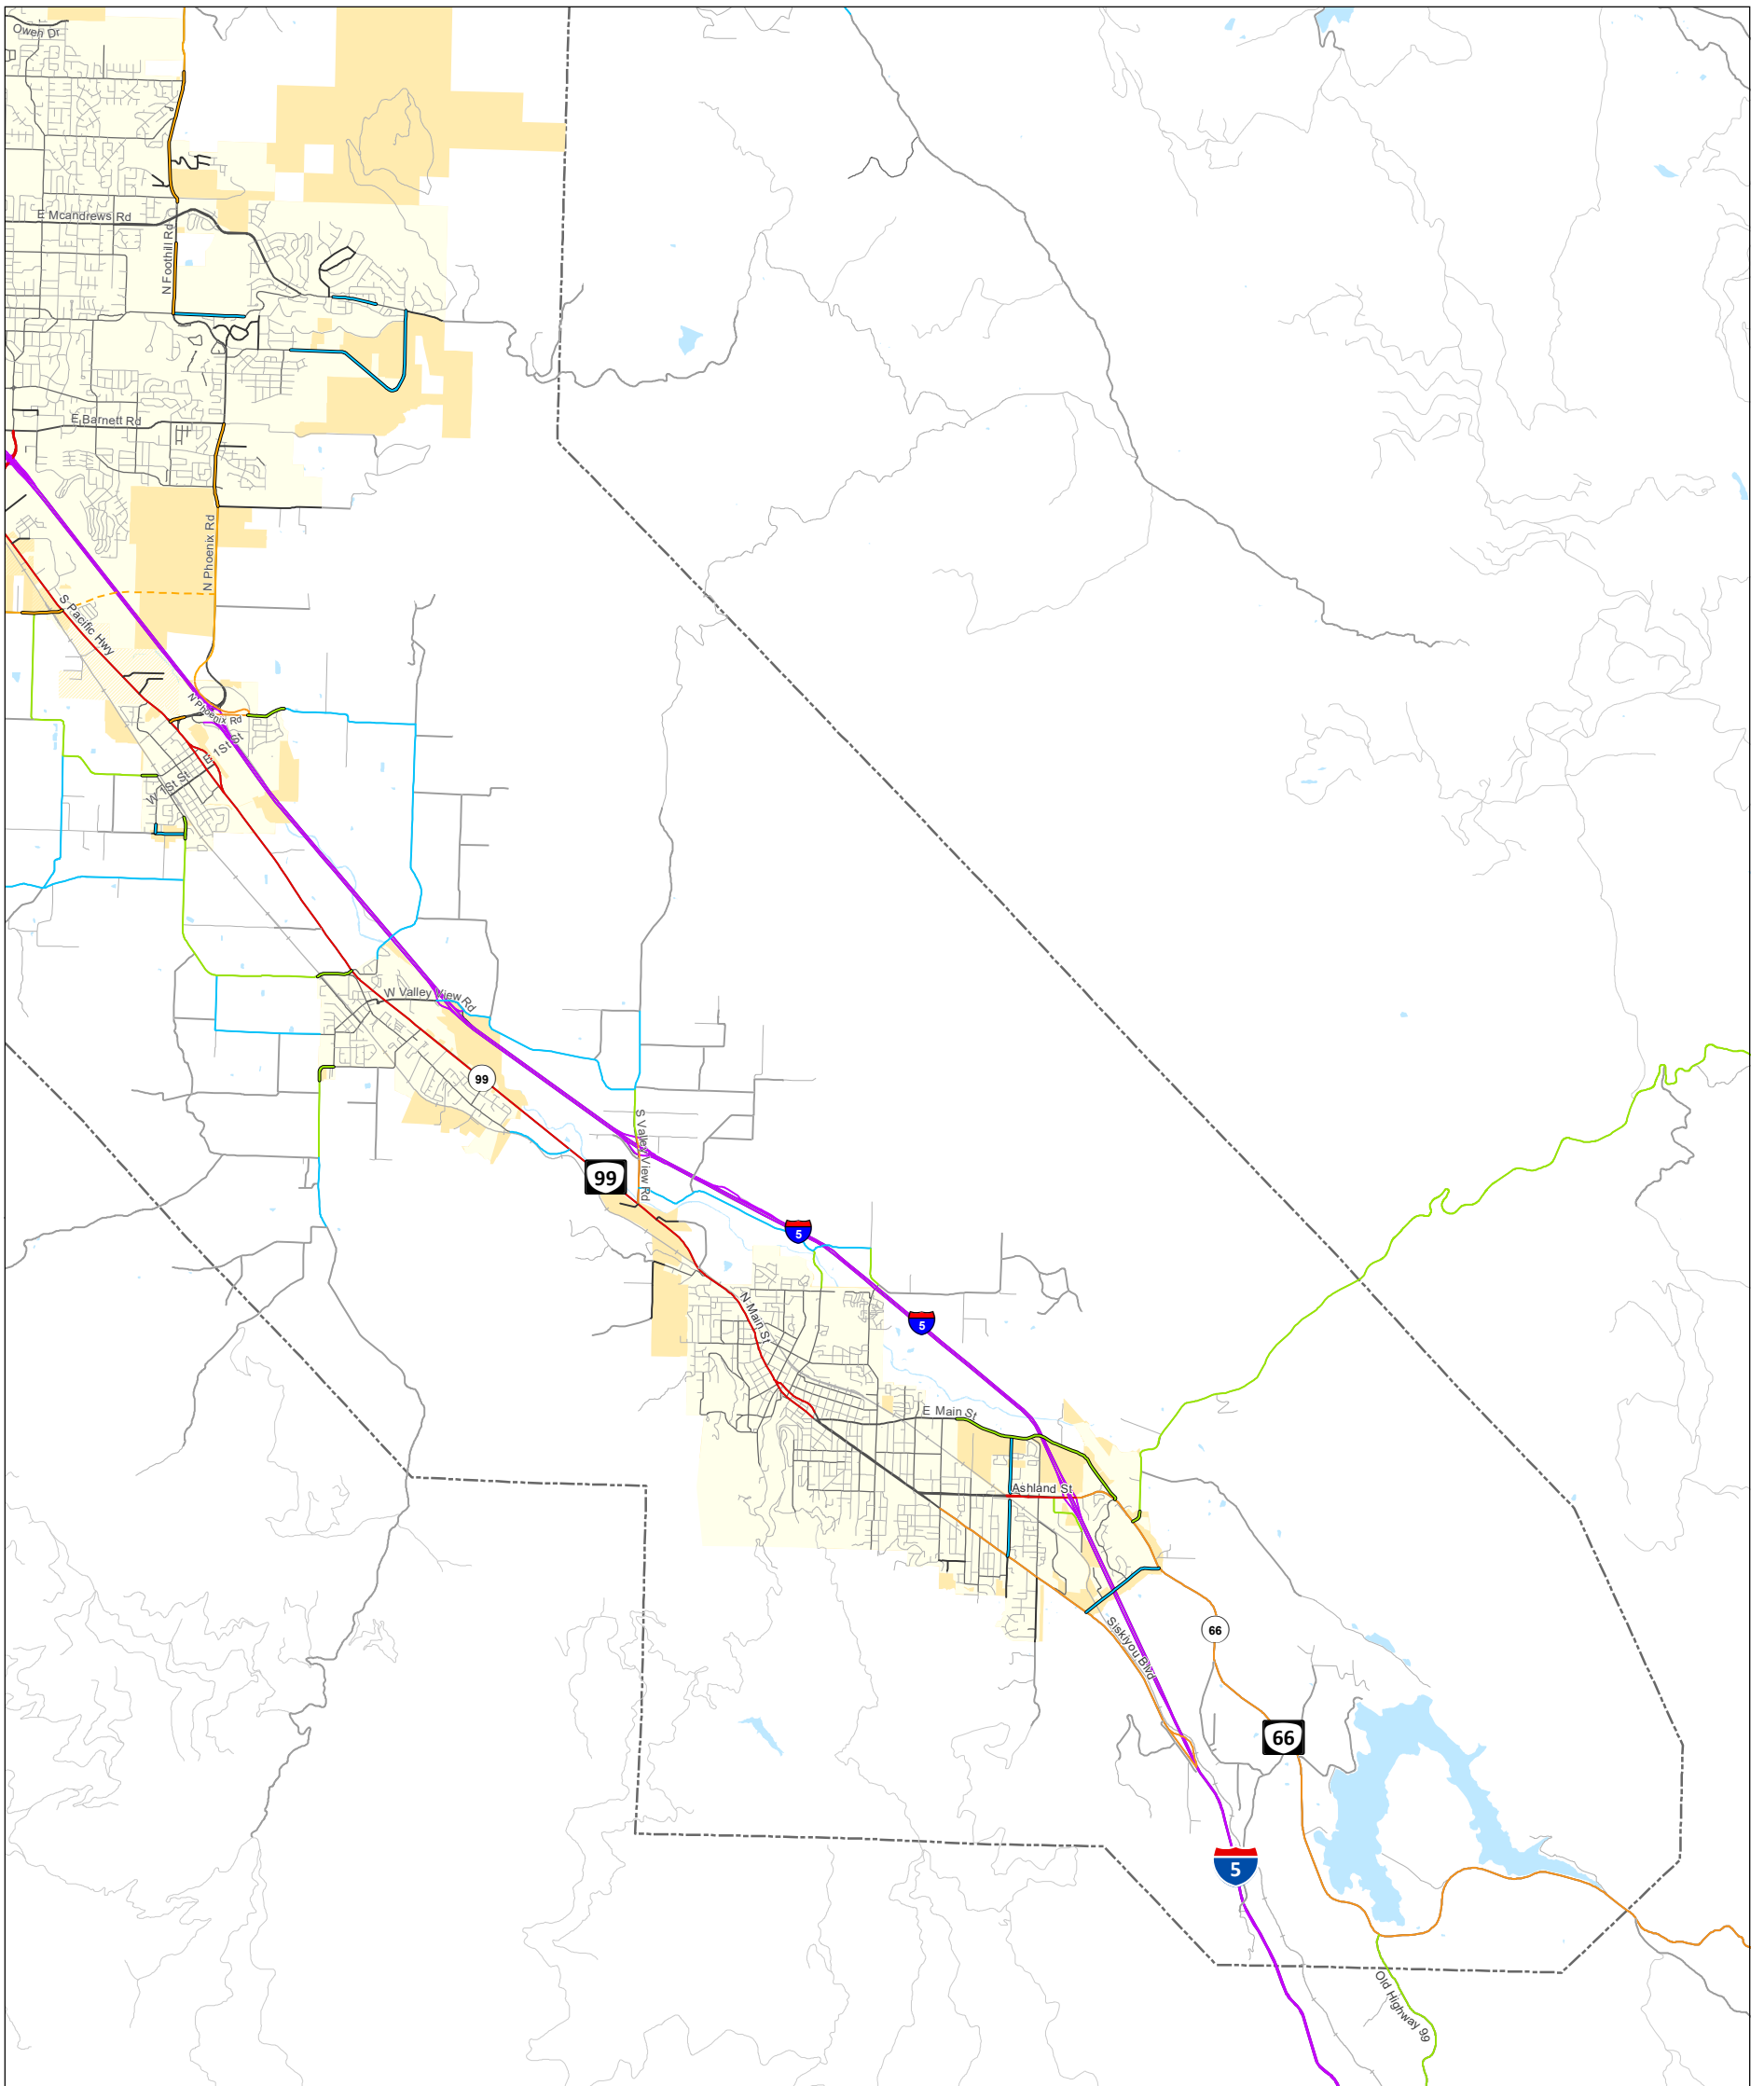 Owen Dr
E Mcandrews Rd
N Foothill Rd
E Barnett Rd
N Phoenix Rd
S Pacific Hwy
N Phoenix Rd
E 1St St
W 1St St
W Valley View Rd
99
S Valley View Rd
99
5
5
N Main St
E Main St
Ashland St
Siskiyou Blvd
66
66
5
Old Highway 99